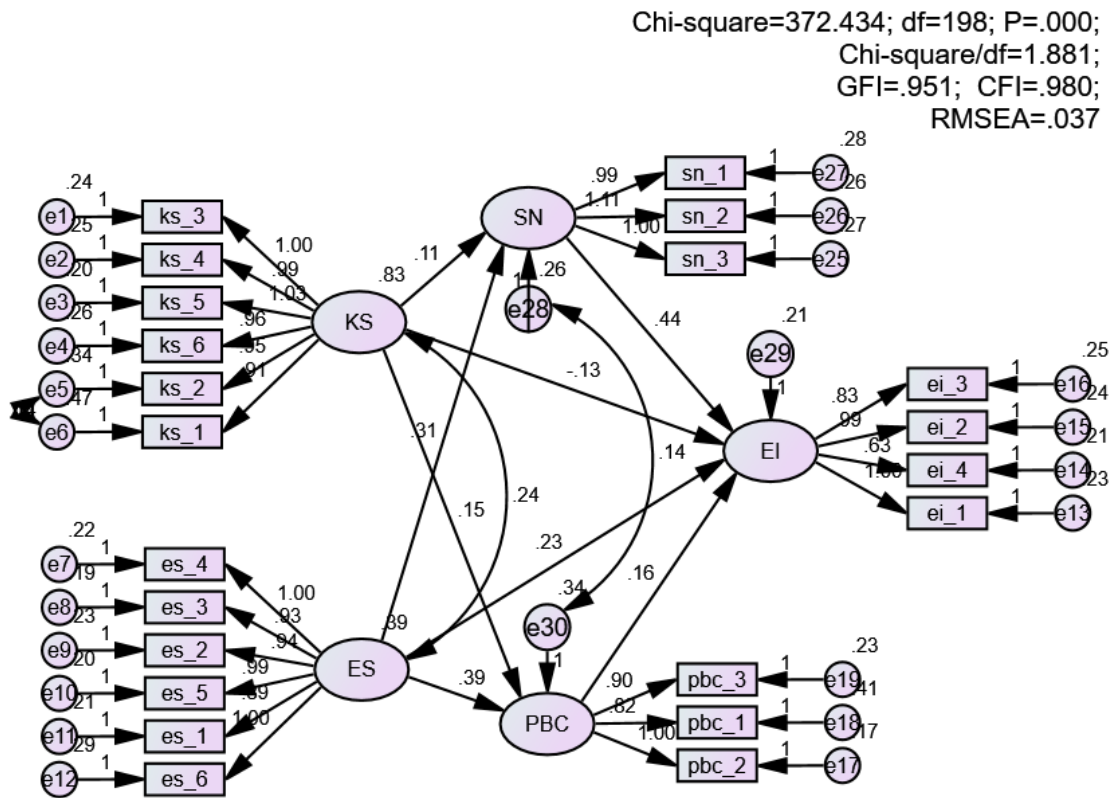 Chi-square=372.434; df=198; P=.000;
Chi-square/df=1.881;
GFI=.951; CFI=.980;
RMSEA=.037
.24
e1
1
ks_3
.25
e2
1
ks_4
.20
e3
1
ks_5
.26
e4
1
ks_6
.34
e5
1
ks_2
.47
e6
1
ks_1
1.00
.99
1.03
.96
.95
.91
.83
KS
.11
SN
.99
1.11
1.00
sn_1
1
.28
e27
sn_2
1
.26
e26
sn_3
1
.27
e25
1
.26
e28
.44
-.13
.14
.31
.15
.24
.23
.16
.21
e29
1
EI
.83
.99
.63
1.00
ei_3
1
.25
e16
ei_2
1
.24
e15
ei_4
1
.21
e14
ei_1
1
.23
e13
.22
e7
1
es_4
.19
e8
1
es_3
.23
e9
1
es_2
.20
e10
1
es_5
.21
e11
1
es_1
.29
e12
1
es_6
1.00
.93
.94
.99
.89
1.00
.39
ES
.39
.34
e30
1
PBC
.90
.82
1.00
pbc_3
1
.23
e19
pbc_1
1
.41
e18
pbc_2
1
.17
e17